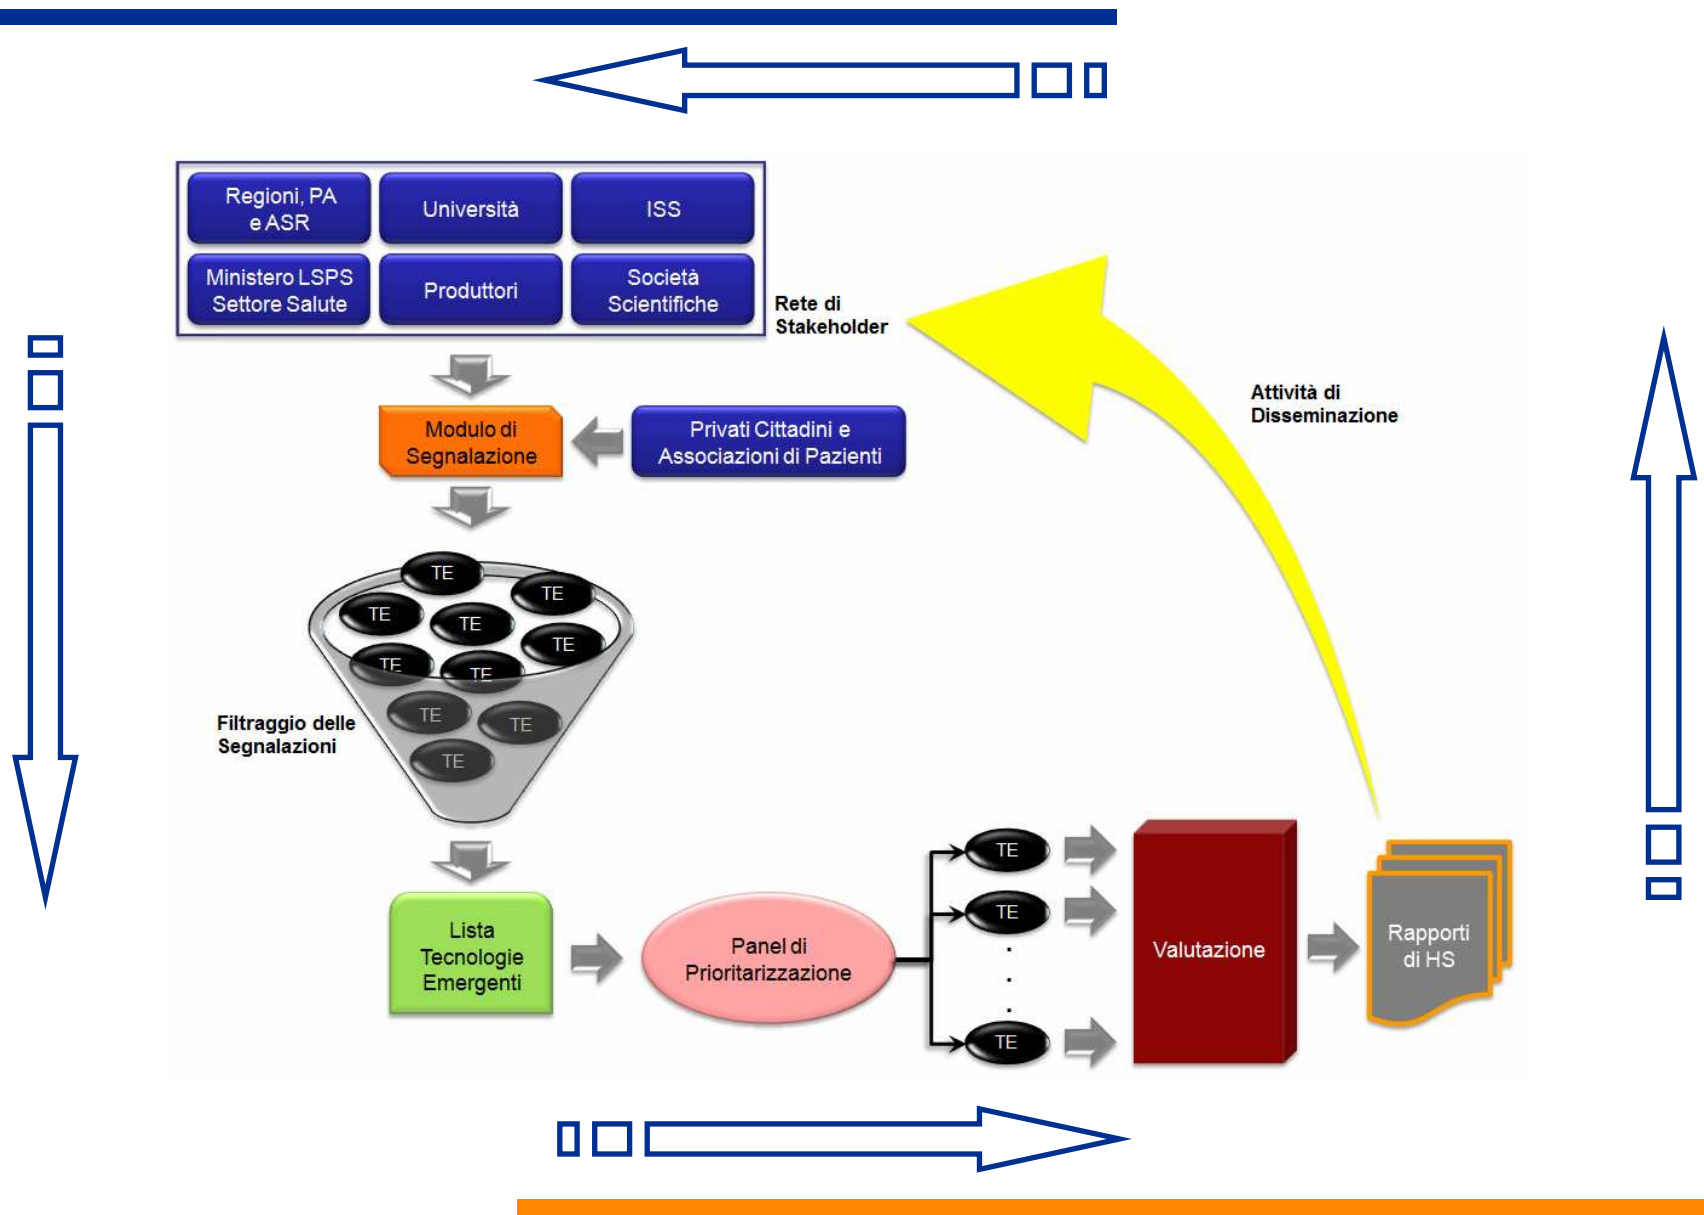 Regioni, PA
e ASR
Università
ISS
Ministero LSPS
Settore Salute
Produttori
Società
Scientifiche
Rete di
Stakeholder
Attività di
Disseminazione
Modulo di
Segnalazione
Privati Cittadini e
Associazioni di Pazienti
TE
TE
TE
TE
TE
TE
TE
TE
TE
TE
Filtraggio delle
Segnalazioni
Lista
Tecnologie
Emergenti
Panel di
Prioritarizzazione
TE
TE
.
.
.
TE
Valutazione
Rapporti
di HS